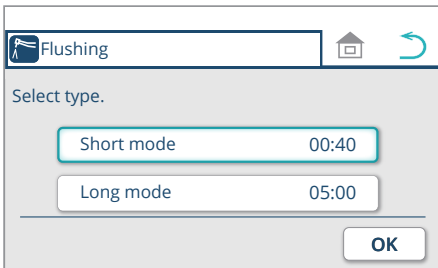 Flushing
Select type.
Short mode 00:40
Long mode 05:00
OK